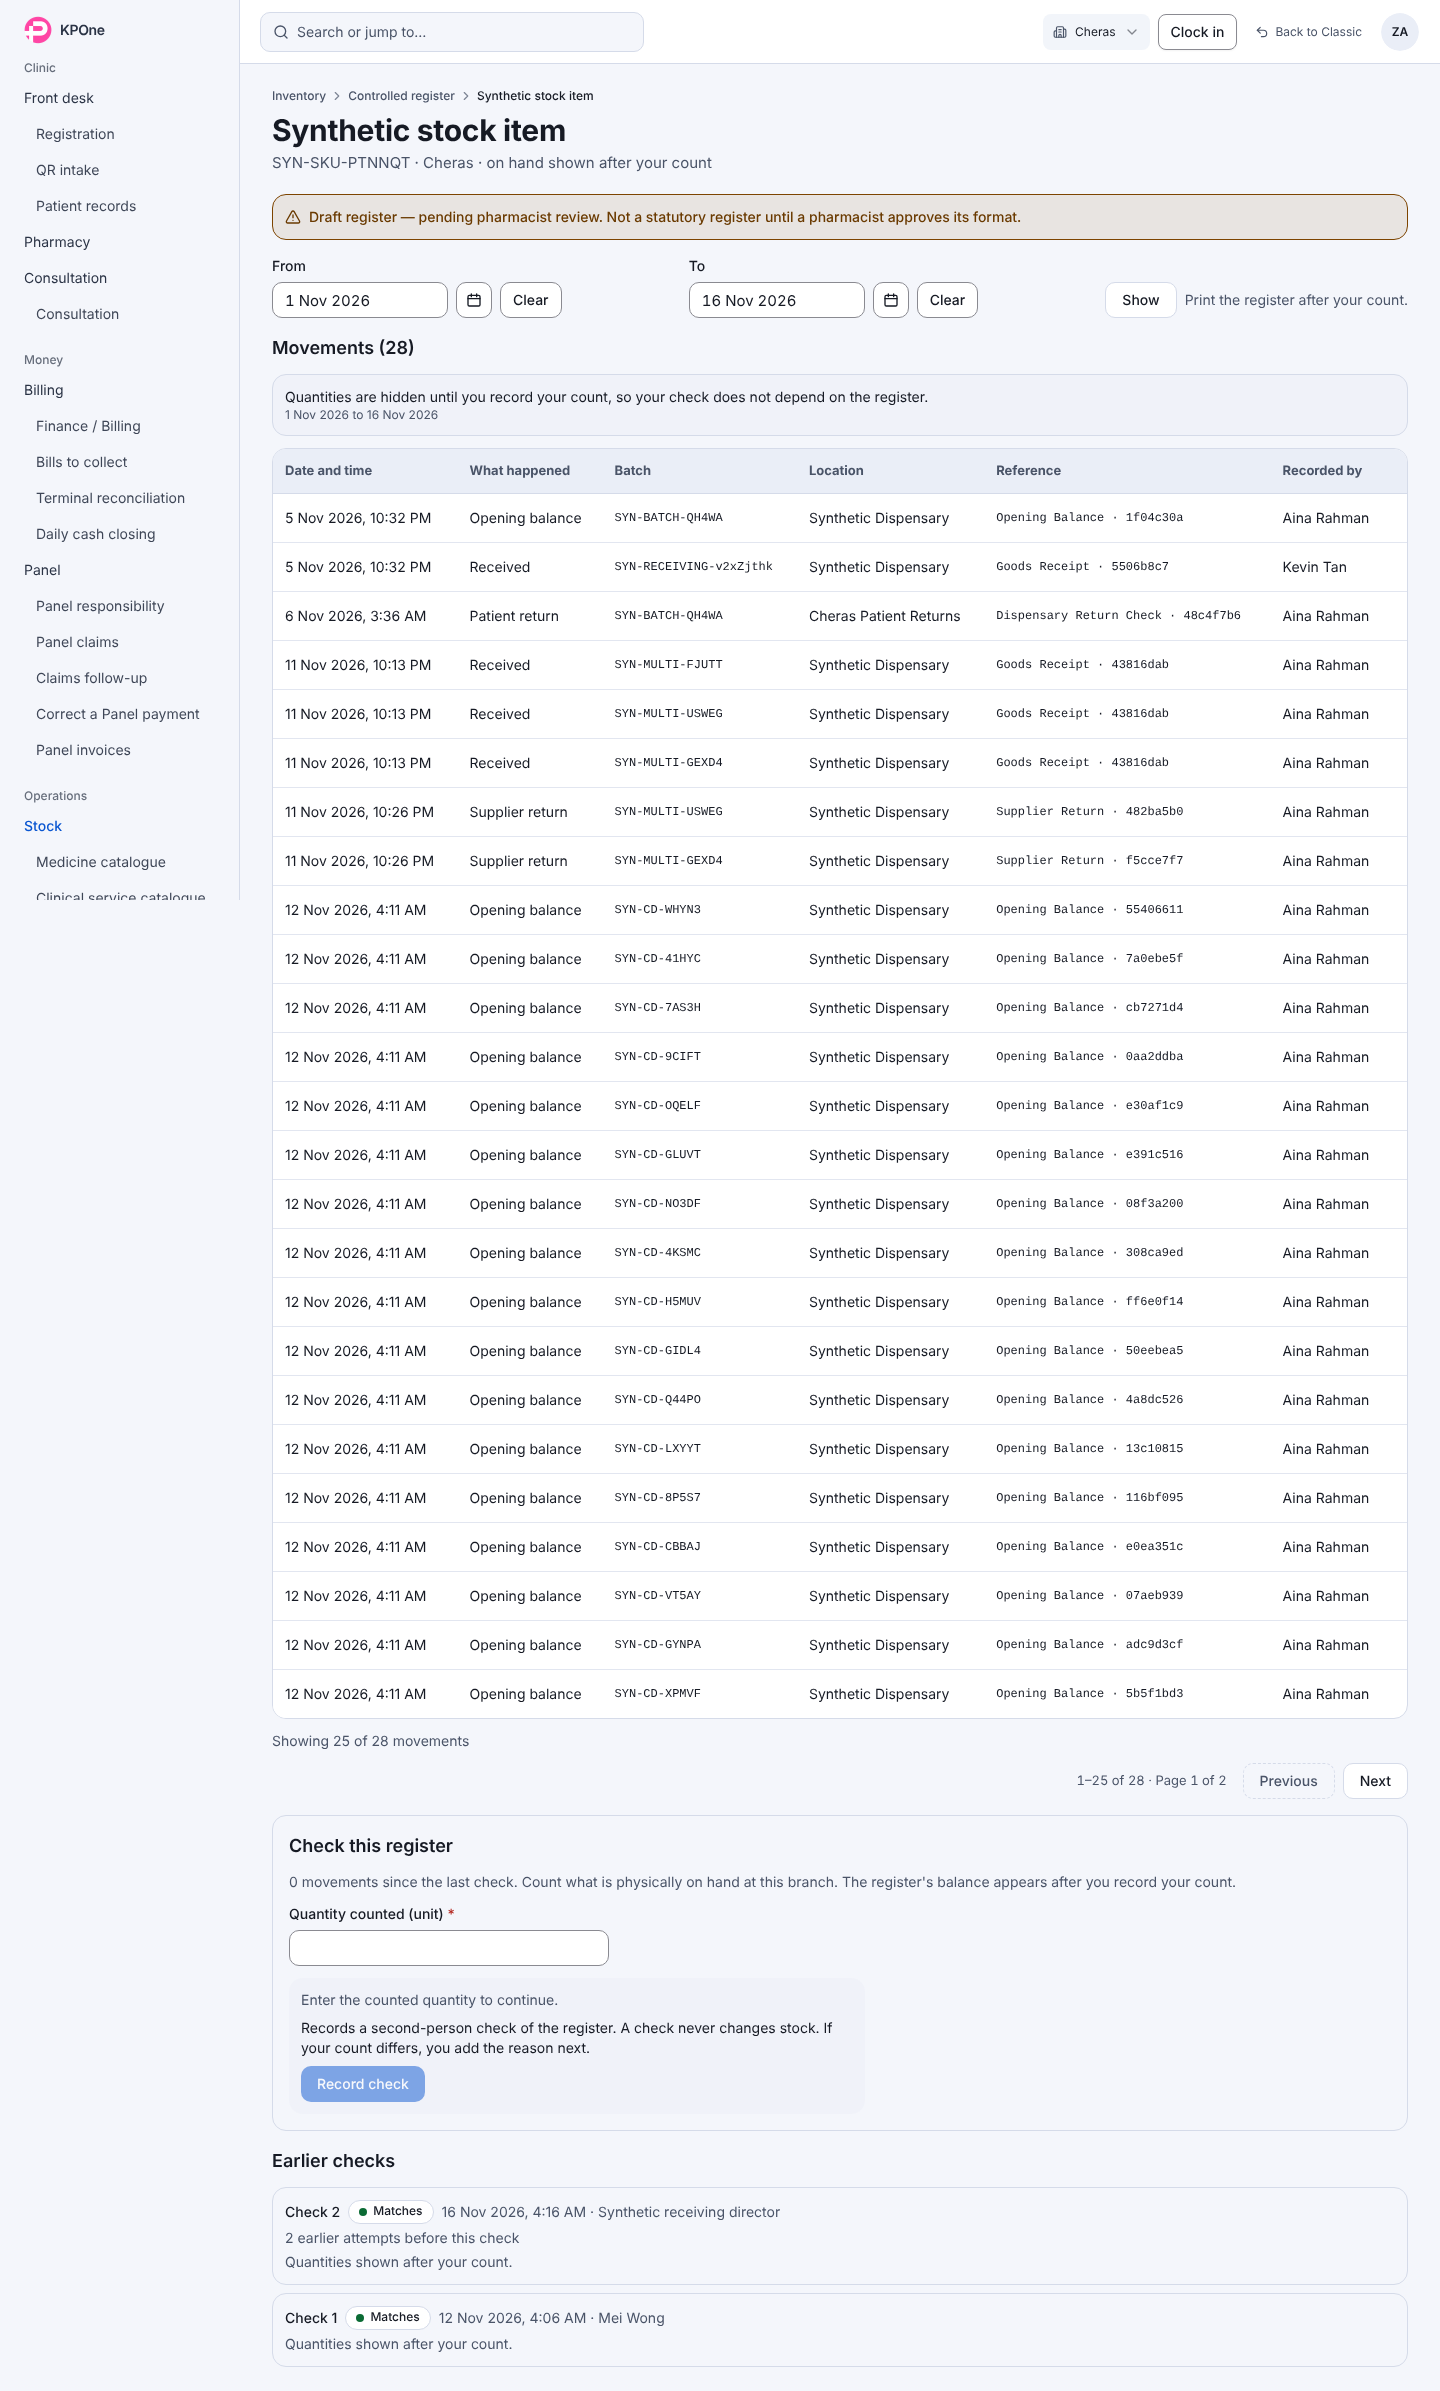 KPOne
Search or jump to...
Cheras
Clock in
Back to Classic
ZA
Clinic
Front desk
Registration
QR intake
Patient records
Pharmacy
Consultation
Consultation
Money
Billing
Finance / Billing
Bills to collect
Terminal reconciliation
Daily cash closing
Panel
Panel responsibility
Panel claims
Claims follow-up
Correct a Panel payment
Panel invoices
Operations
Stock
Medicine catalogue
Clinical service catalogue
Inventory > Controlled register > Synthetic stock item
Synthetic stock item
SYN-SKU-PTNNQT · Cheras · on hand shown after your count
Draft register — pending pharmacist review. Not a statutory register until a pharmacist approves its format.
From
To
1 Nov 2026 Clear
16 Nov 2026 Clear
Show Print the register after your count.
Movements (28)
Quantities are hidden until you record your count, so your check does not depend on the register.
1 Nov 2026 to 16 Nov 2026
Date and time What happened Batch Location Reference Recorded by
5 Nov 2026, 10:32 PM Opening balance SYN-BATCH-QH4WA Synthetic Dispensary Opening Balance · 1f04c30a Aina Rahman
5 Nov 2026, 10:32 PM Received SYN-RECEIVING-v2xZjthk Synthetic Dispensary Goods Receipt · 5506b8c7 Kevin Tan
6 Nov 2026, 3:36 AM Patient return SYN-BATCH-QH4WA Cheras Patient Returns Dispensary Return Check · 48c4f7b6 Aina Rahman
11 Nov 2026, 10:13 PM Received SYN-MULTI-FJUTT Synthetic Dispensary Goods Receipt · 43816dab Aina Rahman
11 Nov 2026, 10:13 PM Received SYN-MULTI-USWEG Synthetic Dispensary Goods Receipt · 43816dab Aina Rahman
11 Nov 2026, 10:13 PM Received SYN-MULTI-GEXD4 Synthetic Dispensary Goods Receipt · 43816dab Aina Rahman
11 Nov 2026, 10:26 PM Supplier return SYN-MULTI-USWEG Synthetic Dispensary Supplier Return · 482ba5b0 Aina Rahman
11 Nov 2026, 10:26 PM Supplier return SYN-MULTI-GEXD4 Synthetic Dispensary Supplier Return · f5cce7f7 Aina Rahman
12 Nov 2026, 4:11 AM Opening balance SYN-CD-WHYN3 Synthetic Dispensary Opening Balance · 55406611 Aina Rahman
12 Nov 2026, 4:11 AM Opening balance SYN-CD-41HYC Synthetic Dispensary Opening Balance · 7a0ebe5f Aina Rahman
12 Nov 2026, 4:11 AM Opening balance SYN-CD-7AS3H Synthetic Dispensary Opening Balance · cb7271d4 Aina Rahman
12 Nov 2026, 4:11 AM Opening balance SYN-CD-9CIFT Synthetic Dispensary Opening Balance · 0aa2ddba Aina Rahman
12 Nov 2026, 4:11 AM Opening balance SYN-CD-OQELF Synthetic Dispensary Opening Balance · e30af1c9 Aina Rahman
12 Nov 2026, 4:11 AM Opening balance SYN-CD-GLUVT Synthetic Dispensary Opening Balance · e391c516 Aina Rahman
12 Nov 2026, 4:11 AM Opening balance SYN-CD-NO3DF Synthetic Dispensary Opening Balance · 08f3a200 Aina Rahman
12 Nov 2026, 4:11 AM Opening balance SYN-CD-4KSMC Synthetic Dispensary Opening Balance · 308ca9ed Aina Rahman
12 Nov 2026, 4:11 AM Opening balance SYN-CD-H5MUV Synthetic Dispensary Opening Balance · ff6e0f14 Aina Rahman
12 Nov 2026, 4:11 AM Opening balance SYN-CD-GIDL4 Synthetic Dispensary Opening Balance · 50eebea5 Aina Rahman
12 Nov 2026, 4:11 AM Opening balance SYN-CD-Q44PO Synthetic Dispensary Opening Balance · 4a8dc526 Aina Rahman
12 Nov 2026, 4:11 AM Opening balance SYN-CD-LXYYT Synthetic Dispensary Opening Balance · 13c10815 Aina Rahman
12 Nov 2026, 4:11 AM Opening balance SYN-CD-8P5S7 Synthetic Dispensary Opening Balance · 116bf095 Aina Rahman
12 Nov 2026, 4:11 AM Opening balance SYN-CD-CBBAJ Synthetic Dispensary Opening Balance · e0ea351c Aina Rahman
12 Nov 2026, 4:11 AM Opening balance SYN-CD-VT5AY Synthetic Dispensary Opening Balance · 07aeb939 Aina Rahman
12 Nov 2026, 4:11 AM Opening balance SYN-CD-GYNPA Synthetic Dispensary Opening Balance · adc9d3cf Aina Rahman
12 Nov 2026, 4:11 AM Opening balance SYN-CD-XPMVF Synthetic Dispensary Opening Balance · 5b5f1bd3 Aina Rahman
Showing 25 of 28 movements
1–25 of 28 · Page 1 of 2 Previous Next
Check this register
0 movements since the last check. Count what is physically on hand at this branch. The register's balance appears after you record your count.
Quantity counted (unit) *
Enter the counted quantity to continue.
Records a second-person check of the register. A check never changes stock. If
your count differs, you add the reason next.
Record check
Earlier checks
Check 2 Matches 16 Nov 2026, 4:16 AM · Synthetic receiving director
2 earlier attempts before this check
Quantities shown after your count.
Check 1 Matches 12 Nov 2026, 4:06 AM · Mei Wong
Quantities shown after your count.